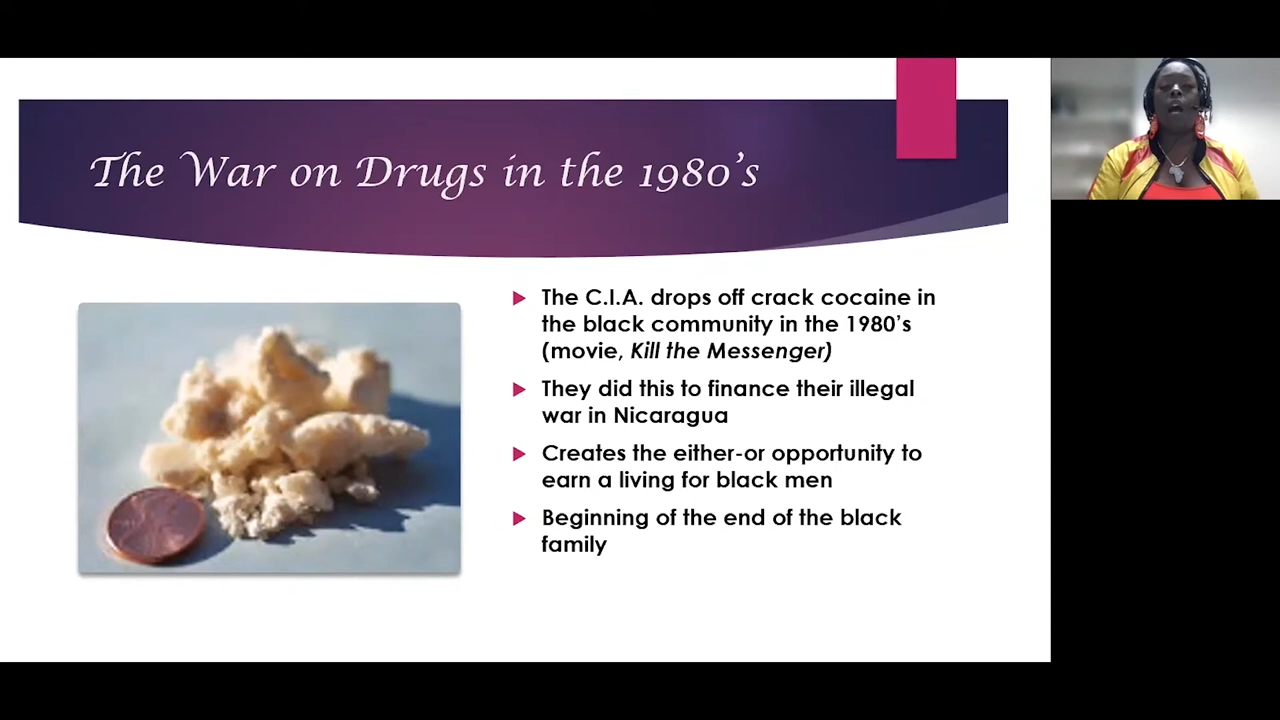 The War on Drugs in the 1980's
The C.I.A. drops off crack cocaine in
the black community in the 1980's
(movie, Kill the Messenger)
They did this to finance their illegal
war in Nicaragua
Creates the either-or opportunity to
earn a living for black men
Beginning of the end of the black
family